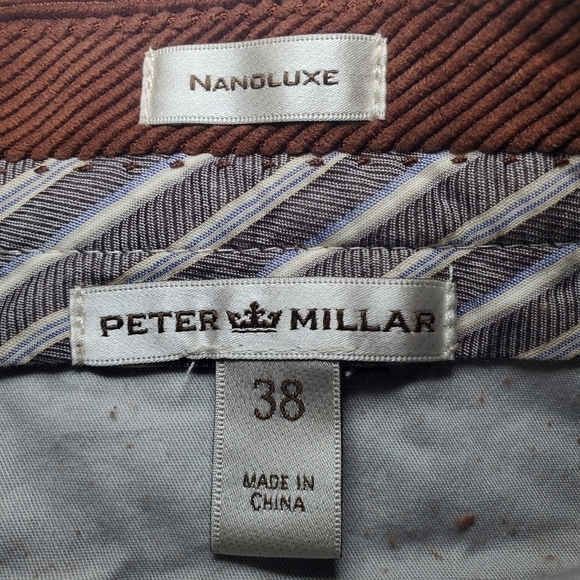 NANOLUXE
PETER MILLAR
38
MADE IN
CHINA